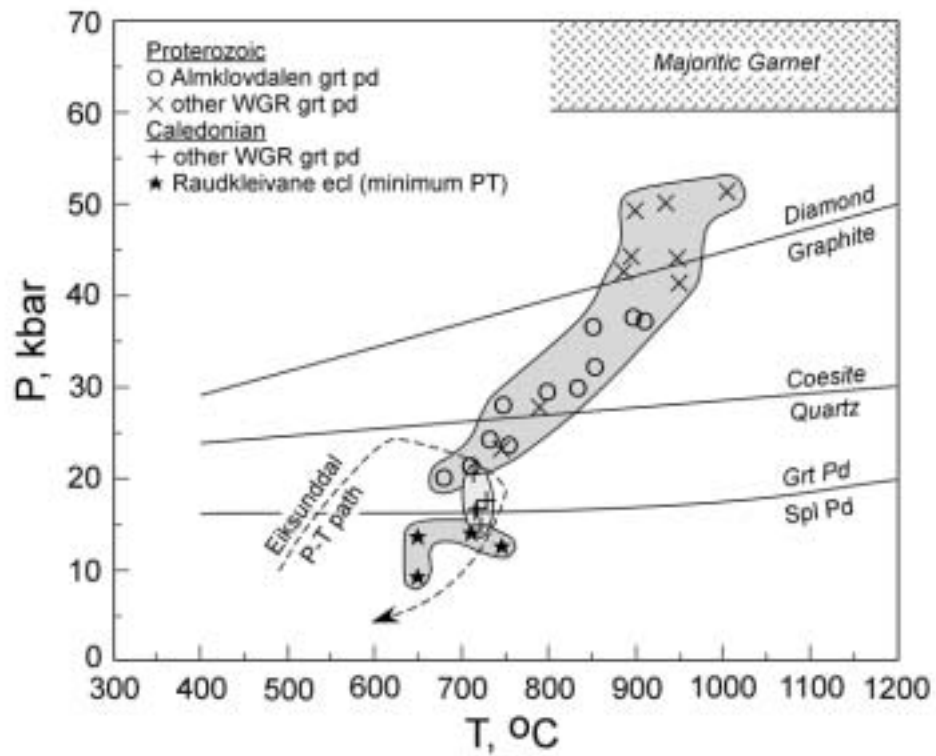 70
60
50
40
30
20
10
0
P, kbar
Proterozoic
O Almklovdalen grt pd
× other WGR grt pd
Caledonian
+ other WGR grt pd
★ Raudkleivane ecl (minimum PT)
Majoritic Garnet
Diamond
Graphite
Coesite
Quartz
Grt Pd
Spl Pd
Eiksunddal
P-T path
300 400 500 600 700 800 900 1000 1100 1200
T, ºC